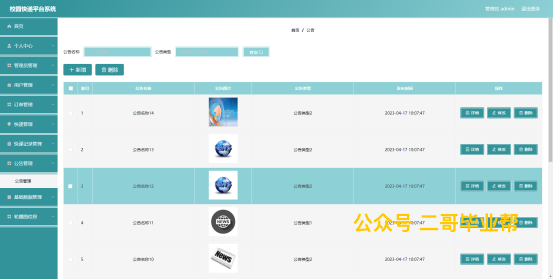 校园快递平台系统
管理员 admin 退出登录
首页
首页 / 公告
个人中心
公告名称
公告类型
查询
管理员管理
+ 新增
删除
用户管理
序号 公告名称 公告图片 公告类型 发布时间 操作
订单管理
1 公告名称14 公告类型2 2023-04-17 10:07:47 详情 修改 删除
快递管理
2 公告名称13 公告类型2 2023-04-17 10:07:47 详情 修改 删除
快递记录管理
公告管理
公告管理
3 公告名称12 公告类型2 2023-04-17 10:07:47 详情 修改 删除
基础数据管理
轮播图信息
4 公告名称11 NEWS 公告类型1
公众号 二哥毕业帮
5 公告名称10 NEWS 公告类型2 2023-04-17 10:07:47 详情 修改 删除